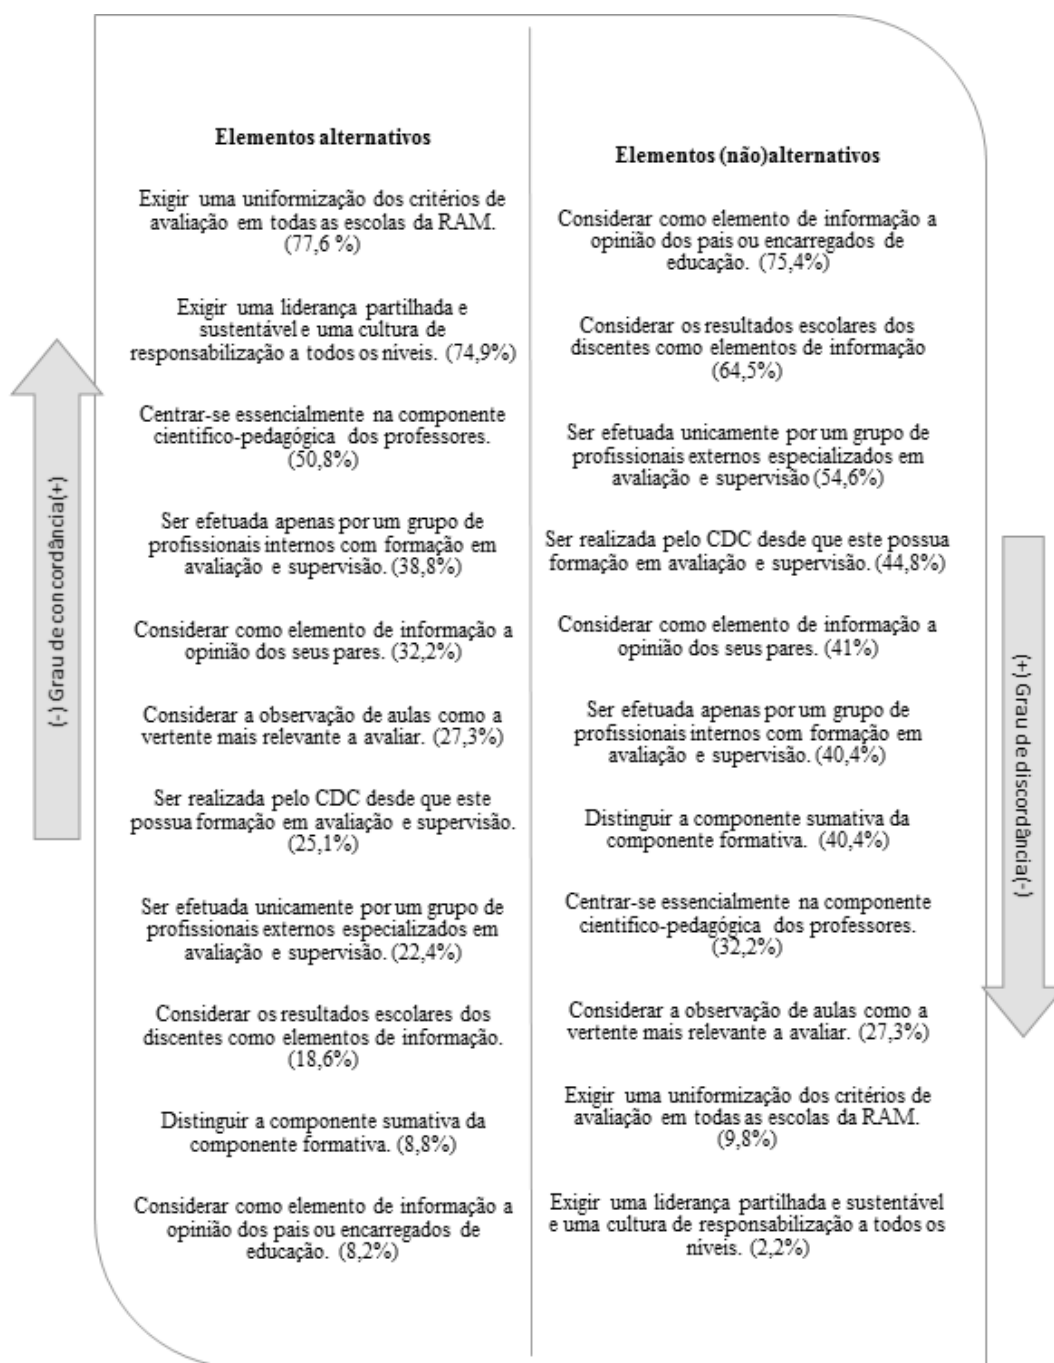 Elementos alternativos
Exigir uma uniformização dos critérios de
avaliação em todas as escolas da RAM.
(77,6 %)
Exigir uma liderança partilhada e
sustentável e uma cultura de
responsabilização a todos os níveis. (74,9%)
Centrar-se essencialmente na componente
cientifico-pedagógica dos professores.
(50,8%)
Ser efetuada apenas por um grupo de
profissionais internos com formação em
avaliação e supervisão. (38,8%)
Considerar como elemento de informação a
opinião dos seus pares. (32,2%)
Considerar a observação de aulas como a
vertente mais relevante a avaliar. (27,3%)
Ser realizada pelo CDC desde que este
possua formação em avaliação e supervisão.
(25,1%)
Ser efetuada unicamente por um grupo de
profissionais externos especializados em
avaliação e supervisão. (22,4%)
Considerar os resultados escolares dos
discentes como elementos de informação.
(18,6%)
Distinguir a componente sumativa da
componente formativa. (8,8%)
Considerar como elemento de informação a
opinião dos pais ou encarregados de
educação. (8,2%)
Elementos (não)alternativos
Considerar como elemento de informação a
opinião dos pais ou encarregados de
educação. (75,4%)
Considerar os resultados escolares dos
discentes como elementos de informação
(64,5%)
Ser efetuada unicamente por um grupo de
profissionais externos especializados em
avaliação e supervisão (54,6%)
Ser realizada pelo CDC desde que este possua
formação em avaliação e supervisão. (44,8%)
Considerar como elemento de informação a
opinião dos seus pares. (41%)
Ser efetuada apenas por um grupo de
profissionais internos com formação em
avaliação e supervisão. (40,4%)
Distinguir a componente sumativa da
componente formativa. (40,4%)
Centrar-se essencialmente na componente
cientifico-pedagógica dos professores.
(32,2%)
Considerar a observação de aulas como a
vertente mais relevante a avaliar. (27,3%)
Exigir uma uniformização dos critérios de
avaliação em todas as escolas da RAM.
(9,8%)
Exigir uma liderança partilhada e sustentável
e uma cultura de responsabilização a todos os
níveis. (2,2%)
(-) Grau de concordância(+)
(+) Grau de discordância(-)